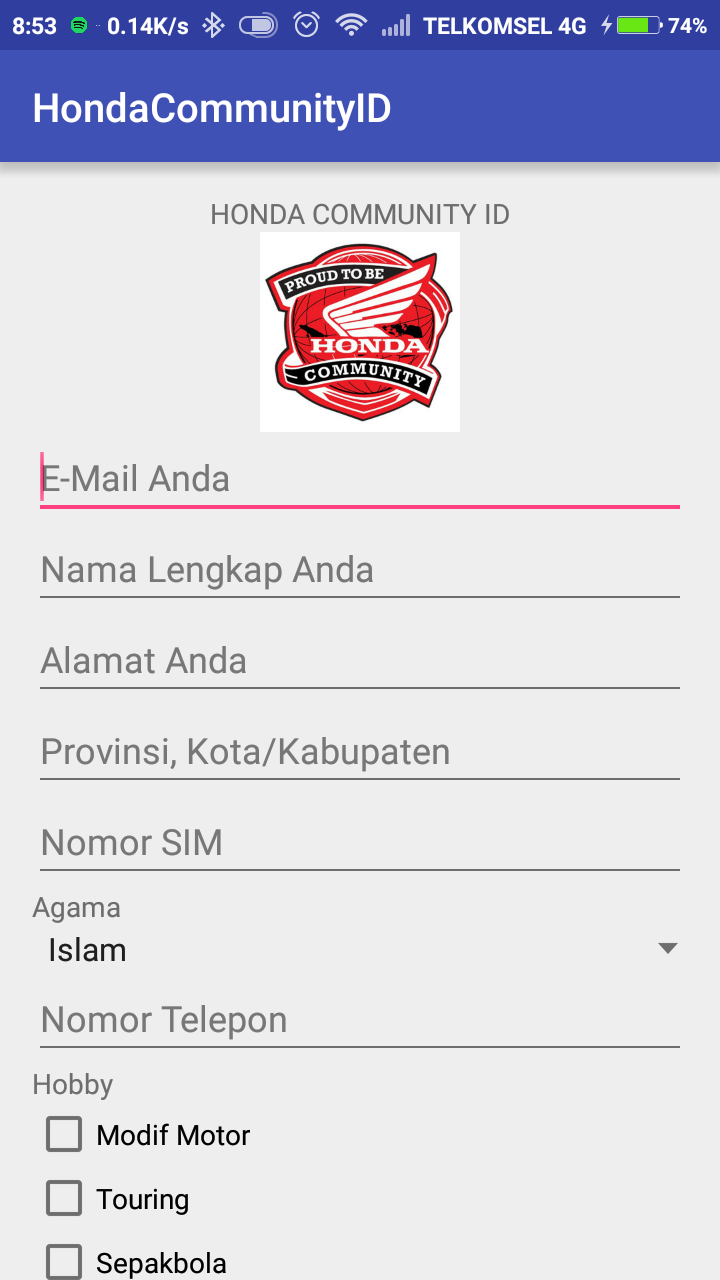 8:53 0.14K/s TELKOMSEL 4G 74%
HondaCommunityID
HONDA COMMUNITY ID
PROUD TO BE
HONDA
COMMUNITY
E-Mail Anda
Nama Lengkap Anda
Alamat Anda
Provinsi, Kota/Kabupaten
Nomor SIM
Agama
Islam
Nomor Telepon
Hobby
Modif Motor
Touring
Sepakbola